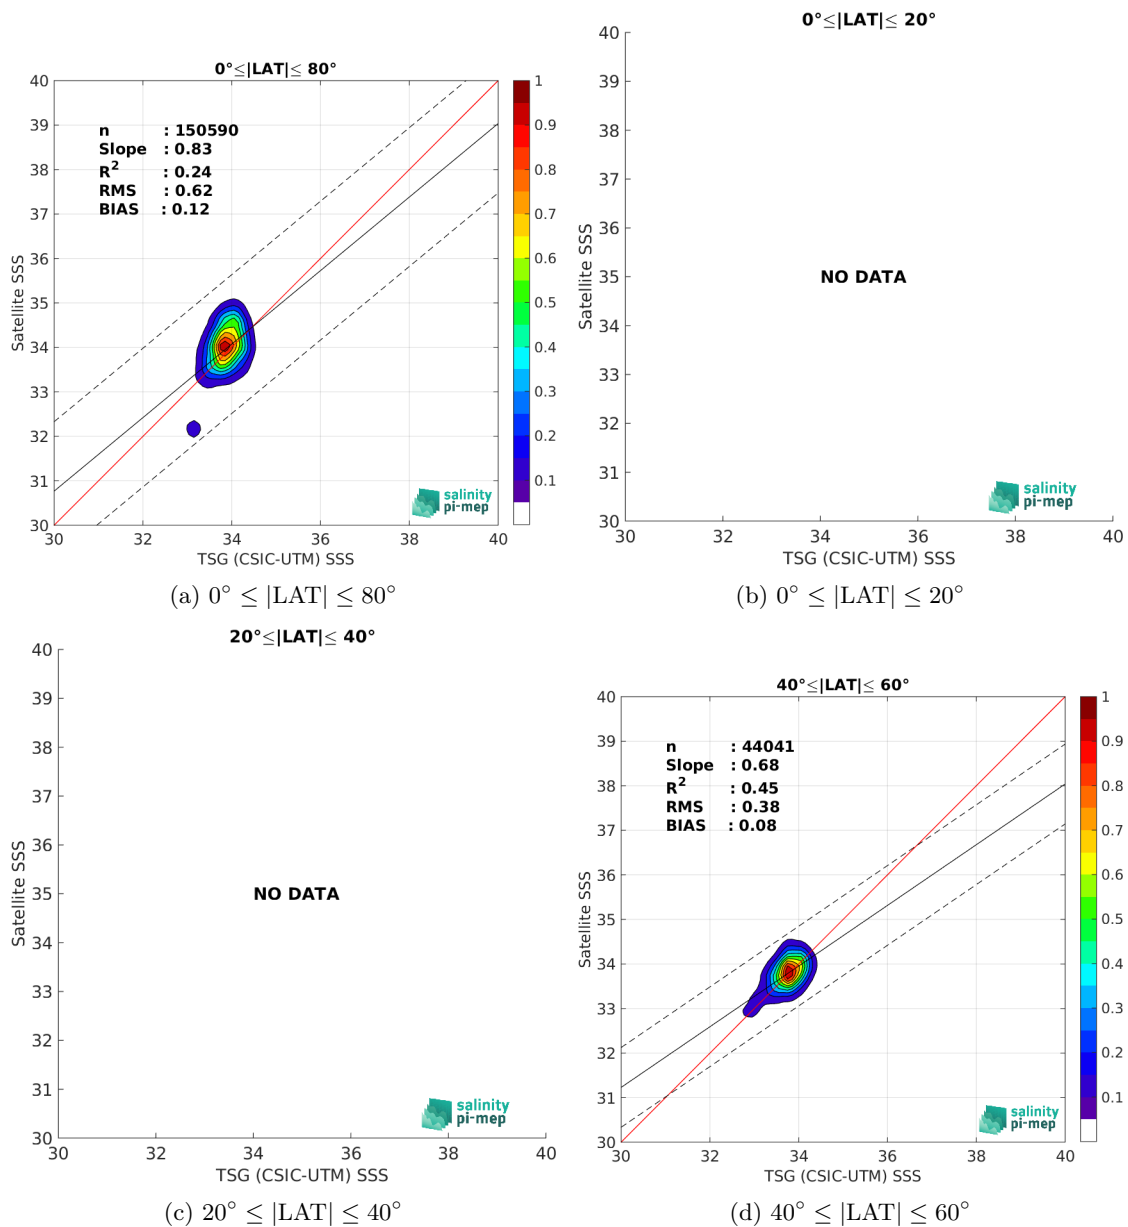 0°≤|LAT|≤ 80°
40
39
38
37
36
35
34
33
32
31
30
30
32
34
36
38
40
Satellite SSS
TSG (CSIC-UTM) SSS
n : 150590
Slope : 0.83
R2 : 0.24
RMS : 0.62
BIAS : 0.12
1
0.9
0.8
0.7
0.6
0.5
0.4
0.3
0.2
0.1
salinity
pi-mep
(a) 0° ≤ |LAT| ≤ 80°
0°≤|LAT|≤ 20°
40
39
38
37
36
35
34
33
32
31
30
30
32
34
36
38
40
Satellite SSS
TSG (CSIC-UTM) SSS
NO DATA
salinity
pi-mep
(b) 0° ≤ |LAT| ≤ 20°
20°≤|LAT|≤ 40°
40
39
38
37
36
35
34
33
32
31
30
30
32
34
36
38
40
Satellite SSS
TSG (CSIC-UTM) SSS
NO DATA
salinity
pi-mep
(c) 20° ≤ |LAT| ≤ 40°
40°≤|LAT|≤ 60°
40
39
38
37
36
35
34
33
32
31
30
30
32
34
36
38
40
Satellite SSS
TSG (CSIC-UTM) SSS
n : 44041
Slope : 0.68
R2 : 0.45
RMS : 0.38
BIAS : 0.08
1
0.9
0.8
0.7
0.6
0.5
0.4
0.3
0.2
0.1
salinity
pi-mep
(d) 40° ≤ |LAT| ≤ 60°